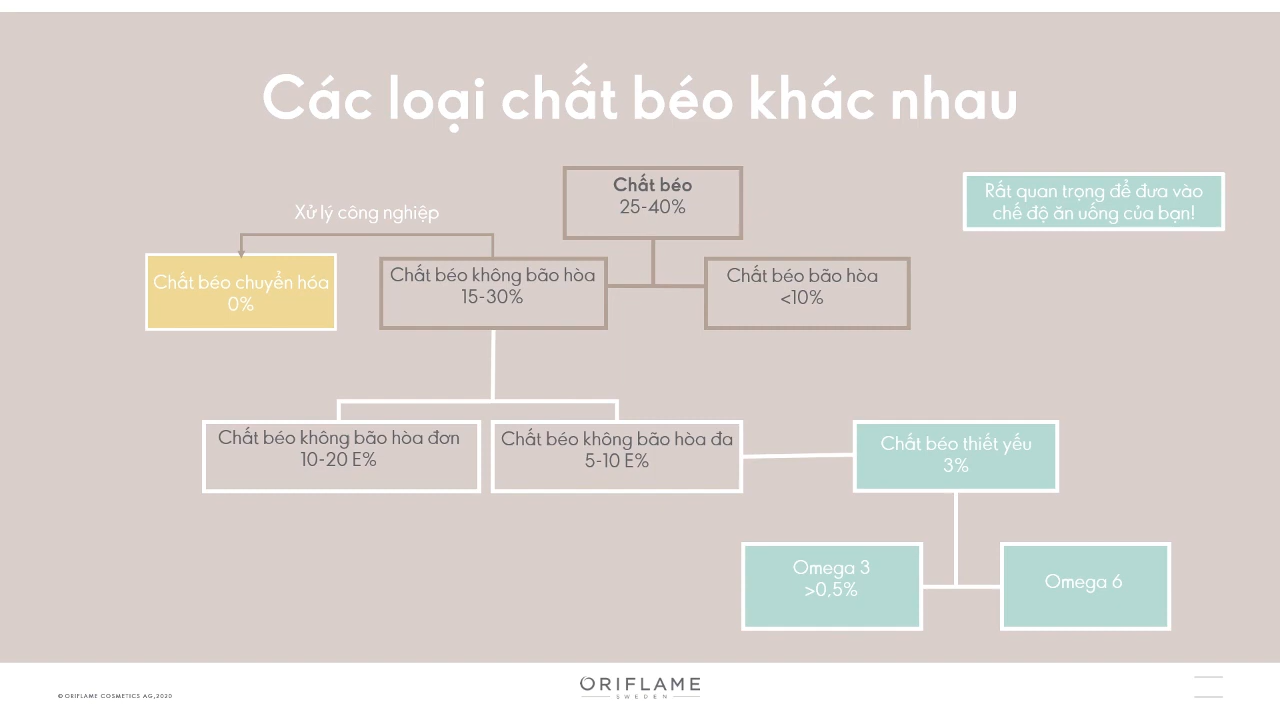 Các loại chất béo khác nhau
Chất béo
25-40%
Rất quan trọng để đưa vào
chế độ ăn uống của bạn!
Xử lý công nghiệp
Chất béo chuyển hóa
0%
Chất béo không bão hòa
15-30%
Chất béo bão hòa
<10%
Chất béo không bão hòa đơn
10-20 E%
Chất béo không bão hòa đa
5-10 E%
Chất béo thiết yếu
3%
Omega 3
>0,5%
Omega 6
© ORIFLAME COSMETICS AG,2020
ORIFLAME
SWEDEN